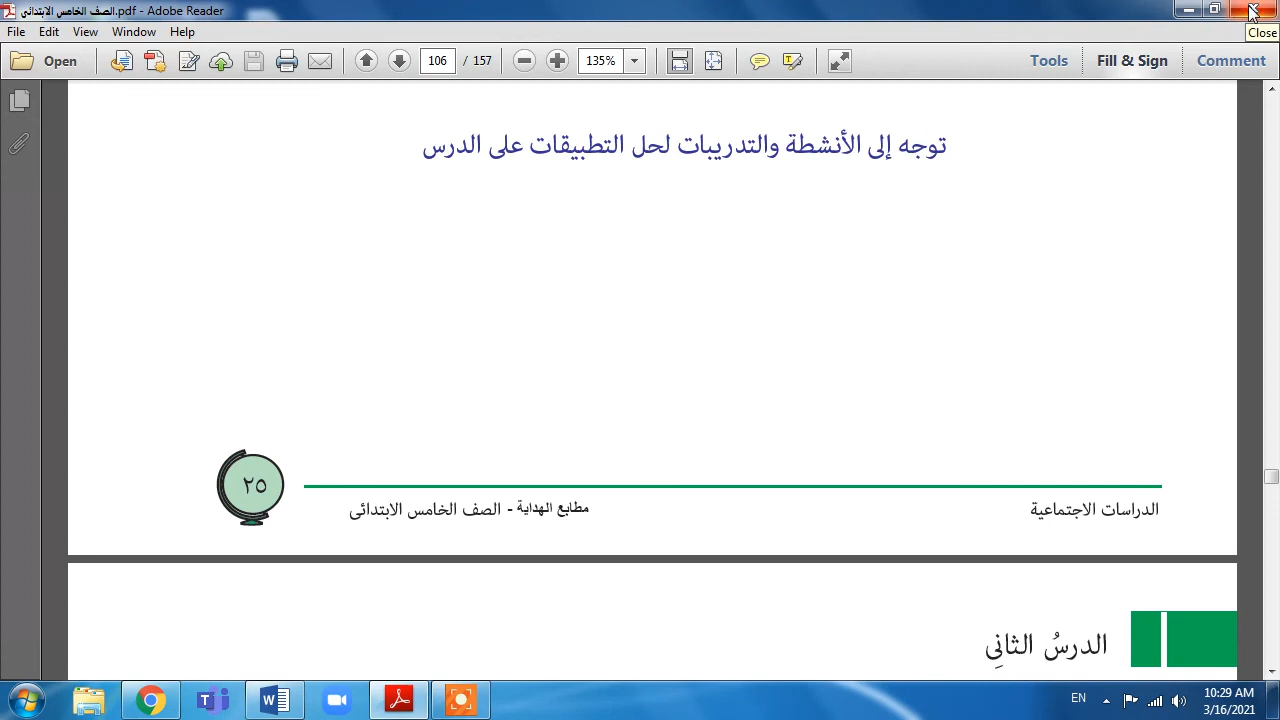 الصف الخامس الابتدائي.pdf - Adobe Reader
Close
File Edit View Window Help
Open 106 / 157 135% Tools Fill & Sign Comment
توجه إلى الأنشطة والتدريبات لحل التطبيقات على الدرس
٢٥
الدراسات الاجتماعية مطابع الهداية - الصف الخامس الابتدائى
الدرسُ الثانِى
EN 10:29 AM
3/16/2021